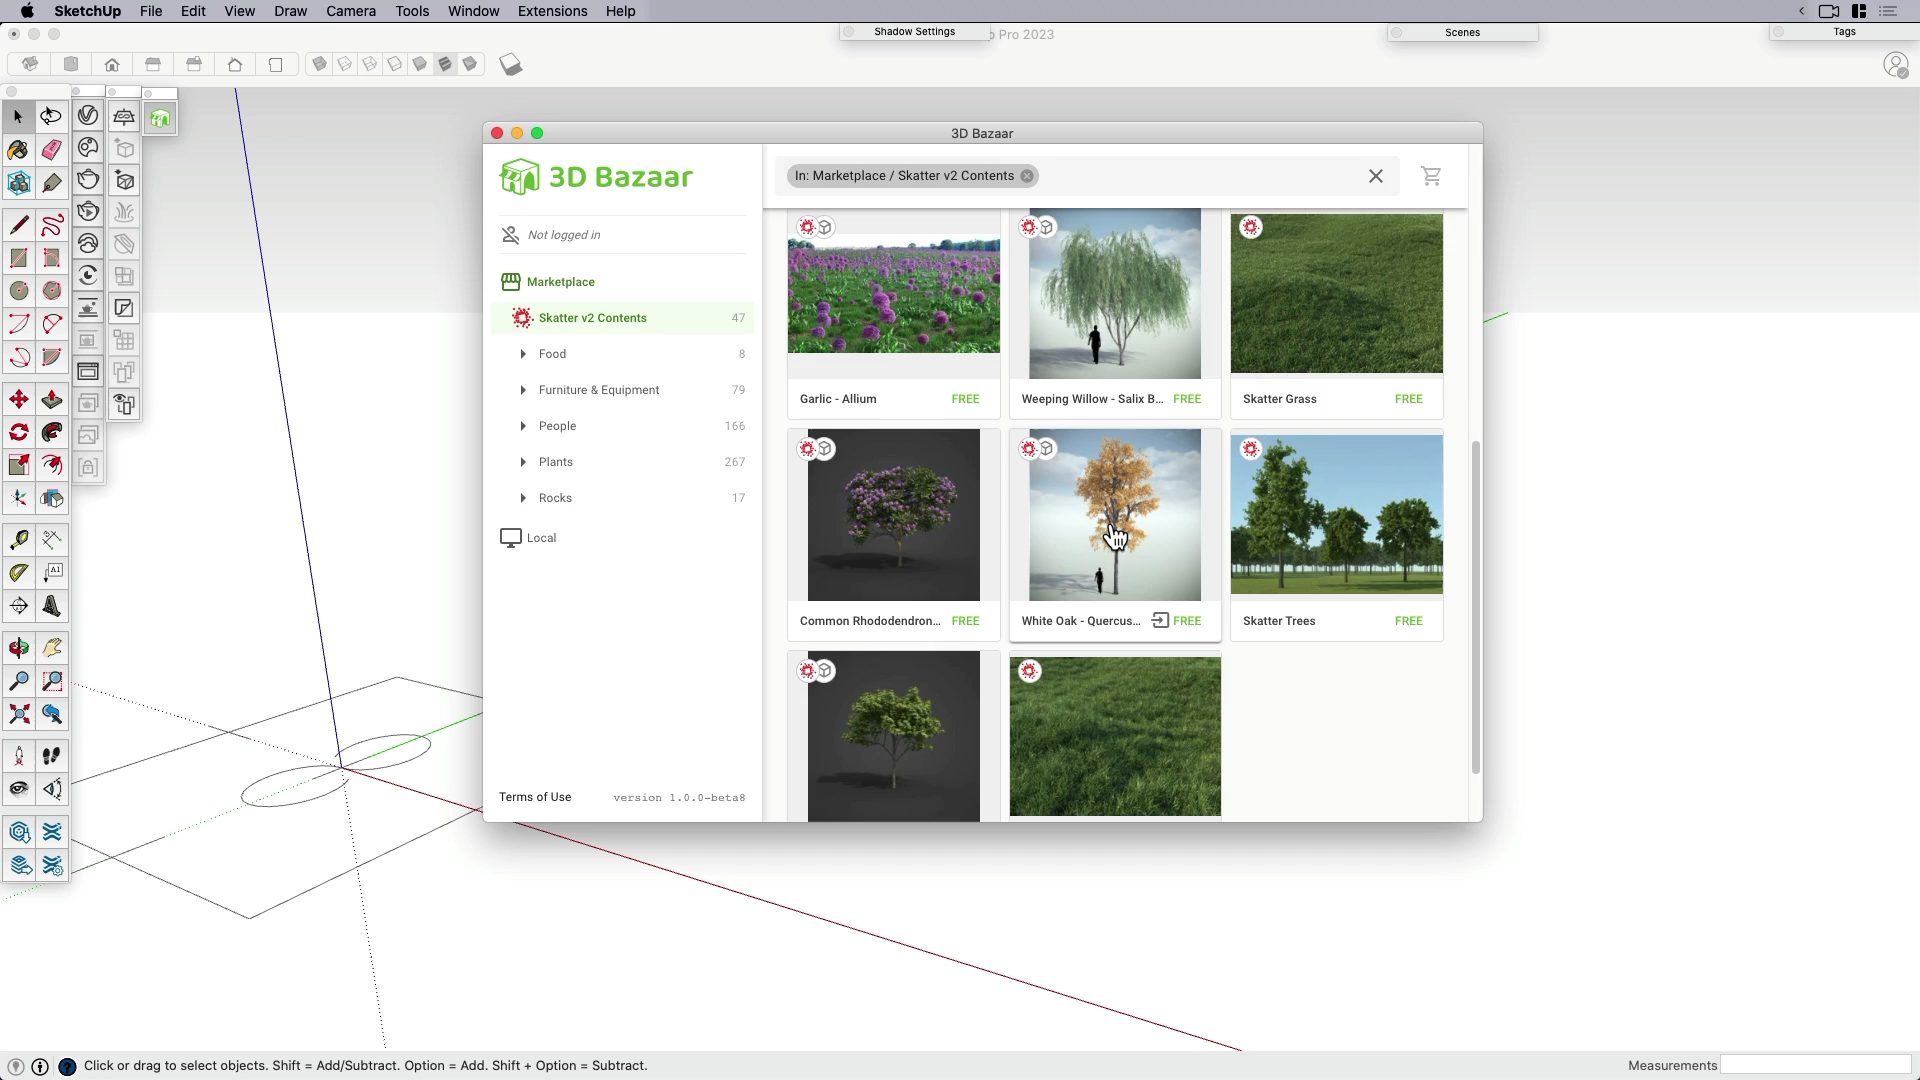 SketchUp File Edit View Draw Camera Tools Window Extensions Help
Shadow Settings
Pro 2023
Scenes
Tags
3D Bazaar
3D Bazaar
In: Marketplace / Skatter v2 Contents
Not logged in
Marketplace
Skatter v2 Contents 47
Food 8
Furniture & Equipment 79
People 166
Plants 267
Rocks 17
Local
Terms of Use version 1.0.0-beta8
Garlic - Allium FREE
Weeping Willow - Salix B... FREE
Skatter Grass FREE
Common Rhododendron... FREE
White Oak - Quercus... FREE
Skatter Trees FREE
A1
Click or drag to select objects. Shift = Add/Subtract. Option = Add. Shift + Option = Subtract.
Measurements